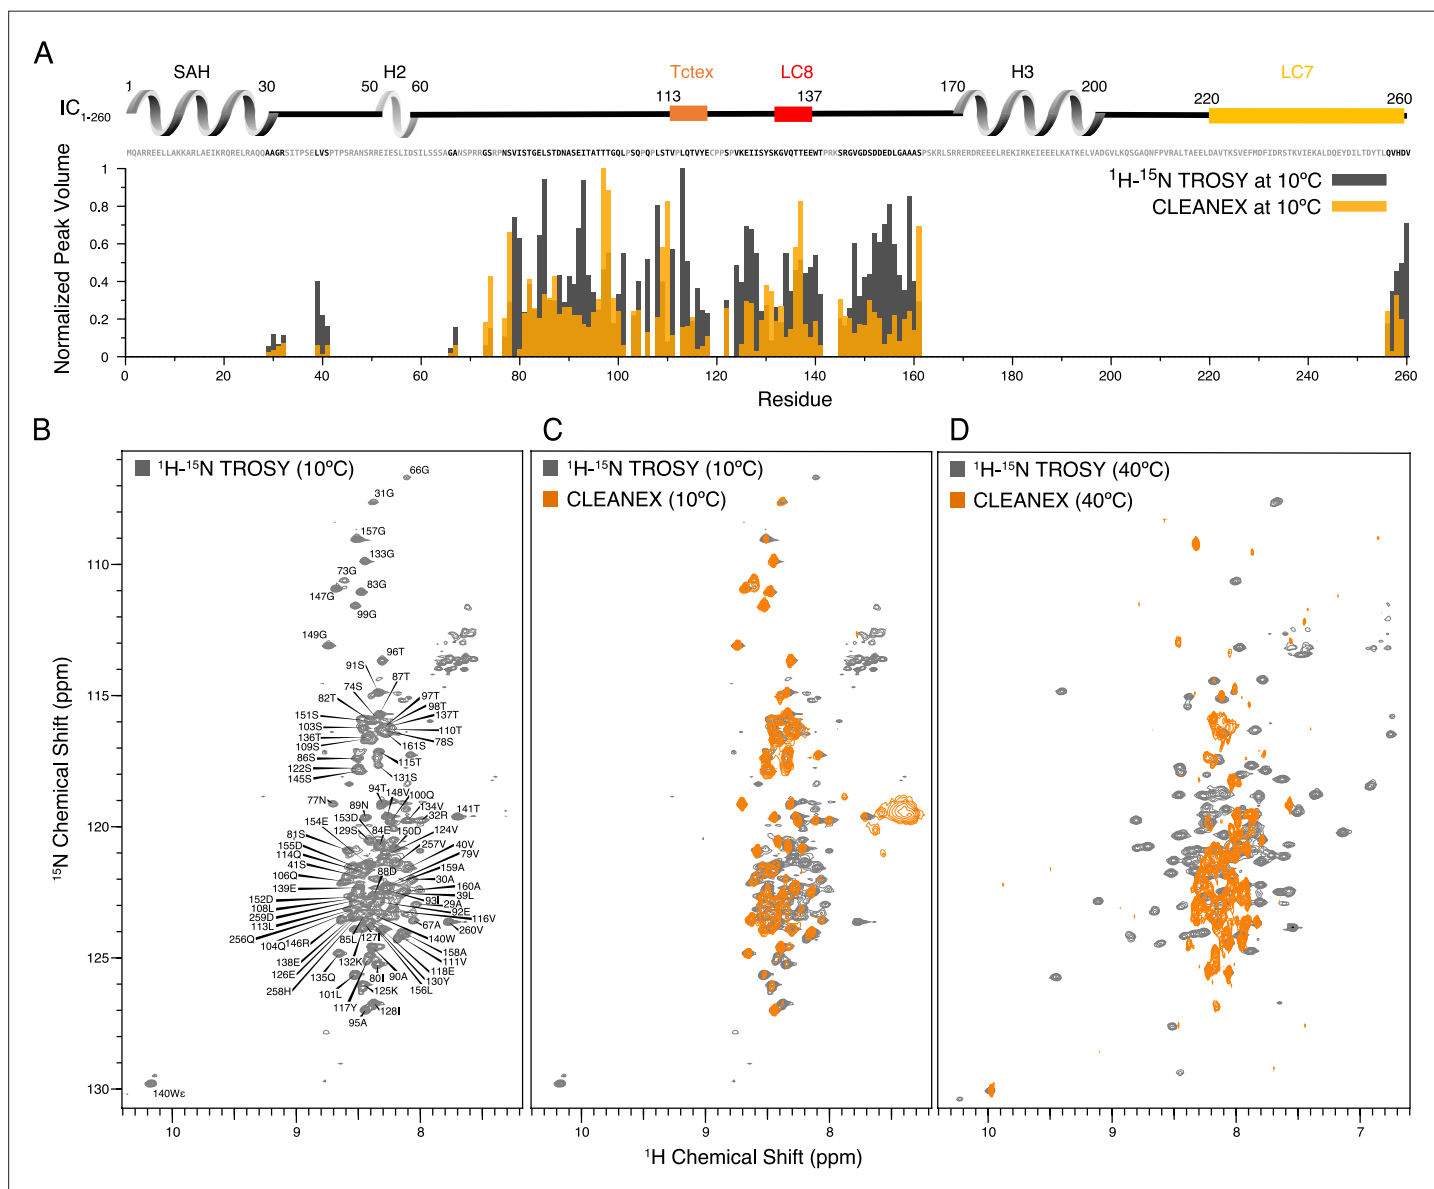 A
SAH H2 Tctex LC8 H3 LC7
1 30 50 60 113 137 170 200 220 260
IC1-260
MQARREELLAKKARLAEIKRQRELRAQQAAGRSITPSELVSPTPSRANSRREIESLIDSILSSSAGANSPRRGSRPNSVISTGELSTDNASEIATTTTGQLPSQPQPLSTVPLQTVYECPPSPVKEIISYSKGVQTTEEWTPRKSRGVGDSDDEDLGAAASPSKRLSRRERDREEELRKEIRKEIEEELKATKELVADGVLKQSGAQNFPVRALTAEELDAVTKSVEFMDFIDRSTKVIEKALDQEYDILTDYTLQVHDV
Normalized Peak Volume
1
0.8
0.6
0.4
0.2
0
¹H-¹⁵N TROSY at 10ºC
CLEANEX at 10ºC
0 20 40 60 80 100 120 140 160 180 200 220 240 260
Residue
B
¹H-¹⁵N TROSY (10ºC)
66G
31G
157G
133G
73G
147G
83G
99G
149G
96T
91S
87T
74S
82T
97T
98T
151S
137T
103S
110T
136T
78S
109S
161S
86S
115T
122S
131S
145S
94T
148V
77N
89N
100Q
134V
141T
153D
32R
154E
129S
84E
150D
124V
81S
257V
40V
155D
79V
114Q
159A
41S
88D
30A
106Q
160A
139E
93I
39L
29A
152D
92E
108L
116V
259D
67A
260V
113L
256Q
104Q
146R
85L
127I
140W
158A
138E
132K
111V
126E
118E
135Q
80I
90A
130Y
258H
101L
125K
156L
117Y
128I
95A
140Wε
110
115
120
125
130
¹⁵N Chemical Shift (ppm)
10 9 8
C
¹H-¹⁵N TROSY (10ºC)
CLEANEX (10ºC)
9 8
D
¹H-¹⁵N TROSY (40ºC)
CLEANEX (40ºC)
10 9 8 7
¹H Chemical Shift (ppm)